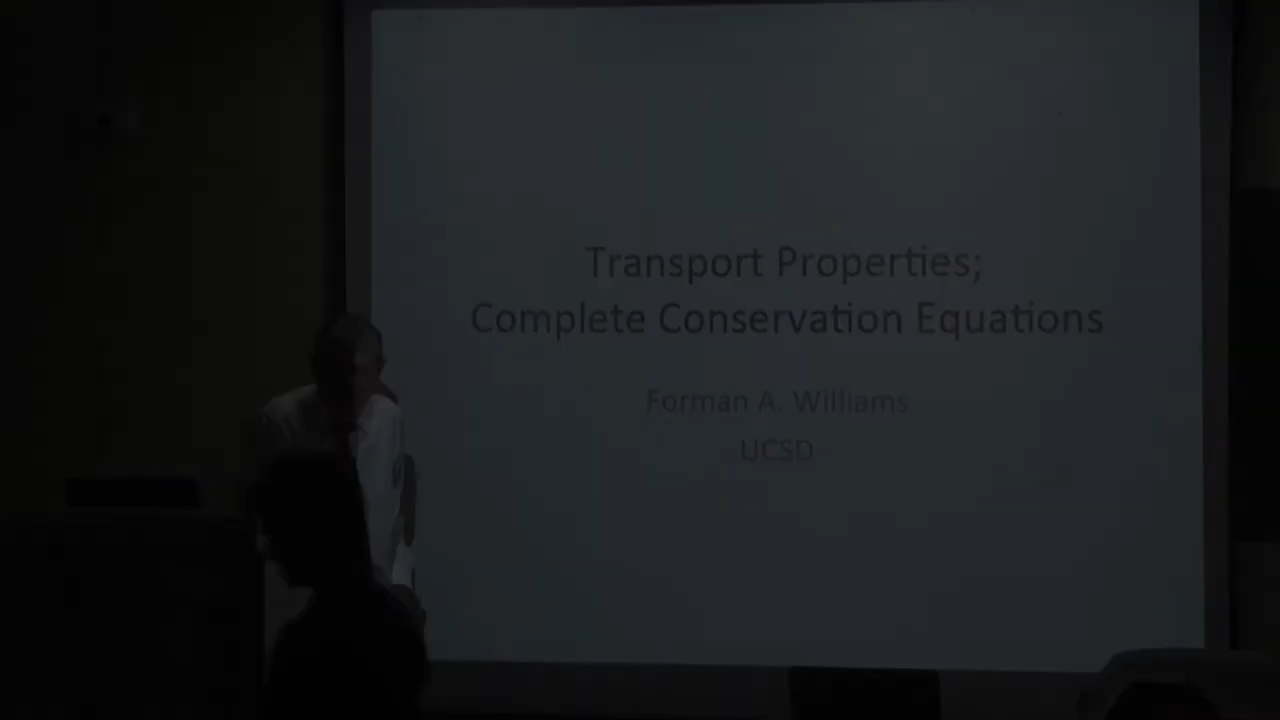 Transport Properties;
Complete Conservation Equations
Forman A. Williams
UCSD